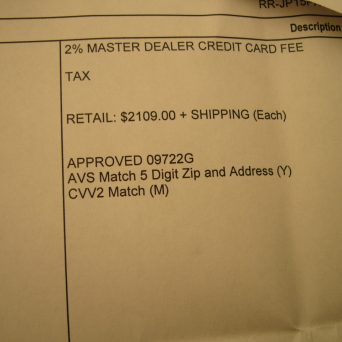 Description
2% MASTER DEALER CREDIT CARD FEE
TAX
RETAIL: $2109.00 + SHIPPING (Each)
APPROVED 09722G
AVS Match 5 Digit Zip and Address (Y)
CVV2 Match (M)